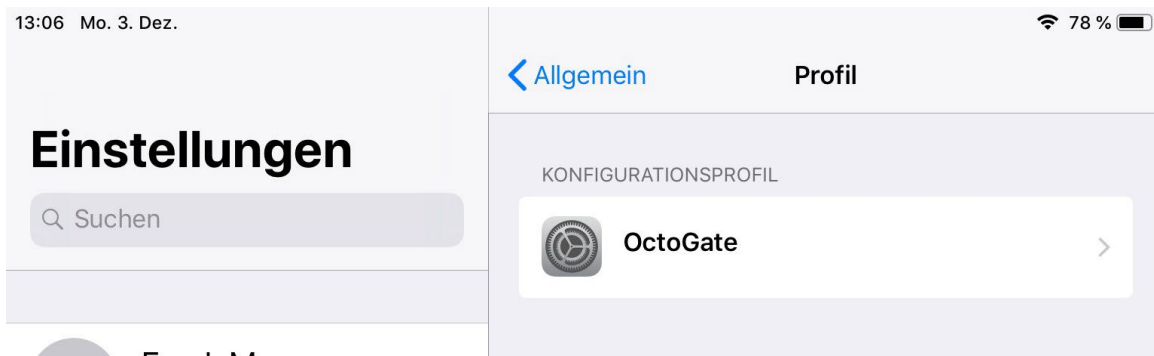 13:06 Mo. 3. Dez.
78 %
Einstellungen
Suchen
Allgemein
Profil
KONFIGURATIONSPROFIL
OctoGate